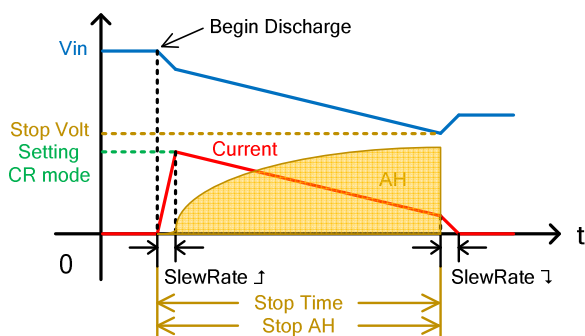 Begin Discharge
Vin
Stop Volt
Setting
CR mode
Current
AH
t
0
SlewRate
SlewRate
Stop Time
Stop AH